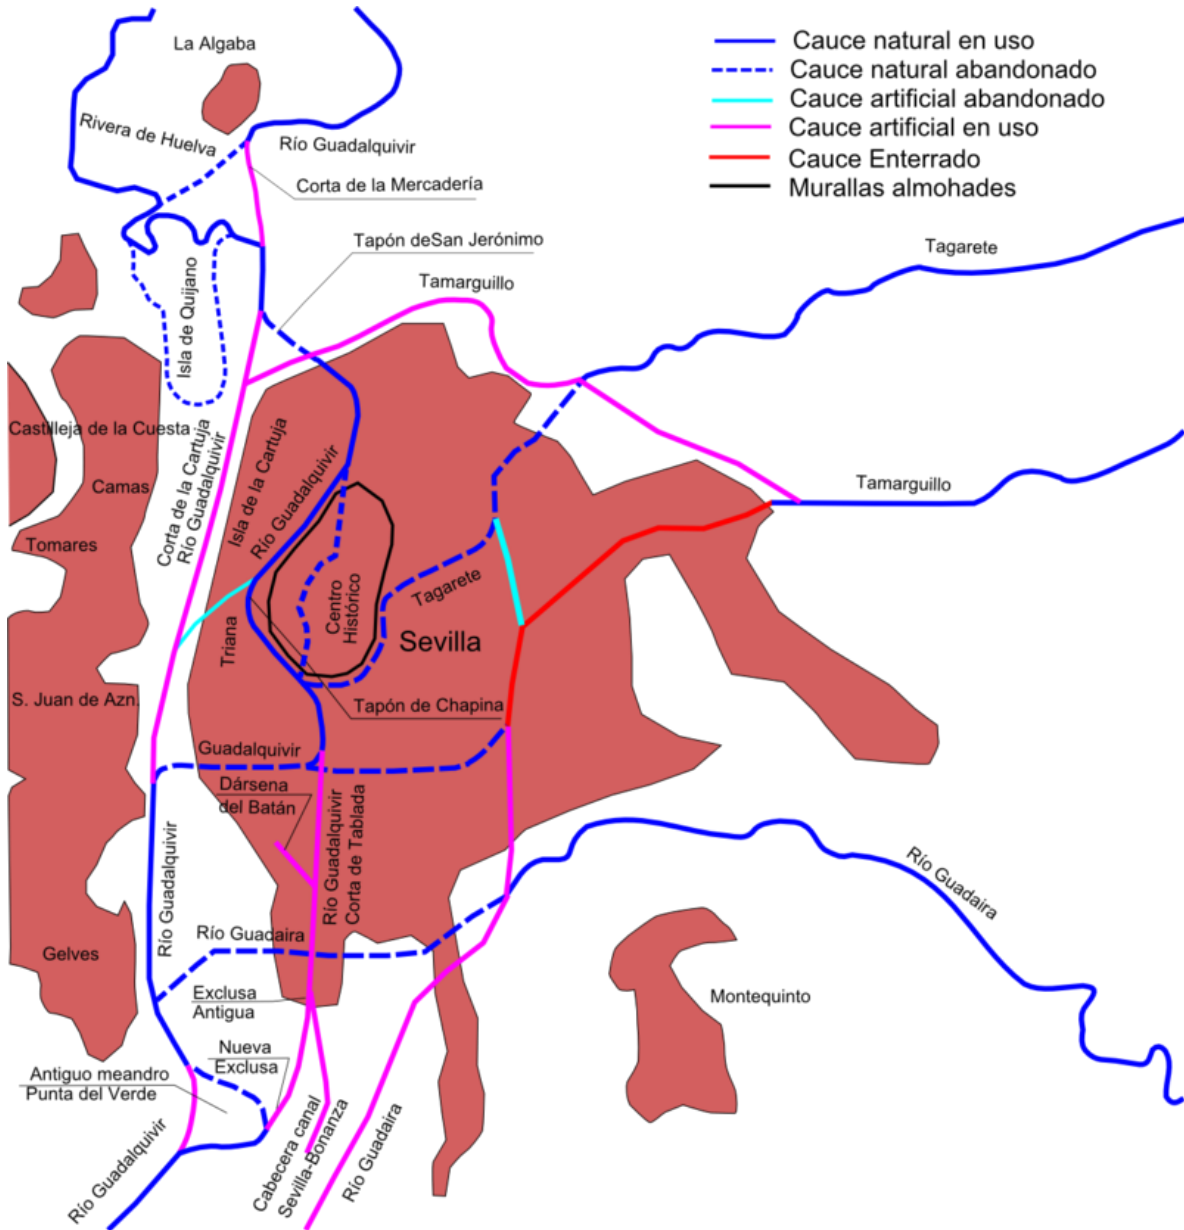 La Algaba
Cauce natural en uso
Cauce natural abandonado
Cauce artificial abandonado
Cauce artificial en uso
Cauce Enterrado
Murallas almohades
Rivera de Huelva
Río Guadalquivir
Corta de la Mercadería
Tapón deSan Jerónimo
Tagarete
Tamarguillo
Isla de Quijano
Castilleja de la Cuesta
Camas
Corta de la Cartuja
Río Guadalquivir
Isla de la Cartuja
Río Guadalquivir
Tamarguillo
Tomares
Centro
Histórico
Tagarete
Triana
Sevilla
S. Juan de Azn.
Tapón de Chapina
Guadalquivir
Dársena
del Batán
Río Guadalquivir
Corta de Tablada
Río Guadalquivir
Río Guadaira
Río Guadaira
Gelves
Exclusa
Antigua
Montequinto
Nueva
Exclusa
Antiguo meandro
Punta del Verde
Río Guadalquivir
Cabecera canal
Sevilla-Bonanza
Río Guadaira